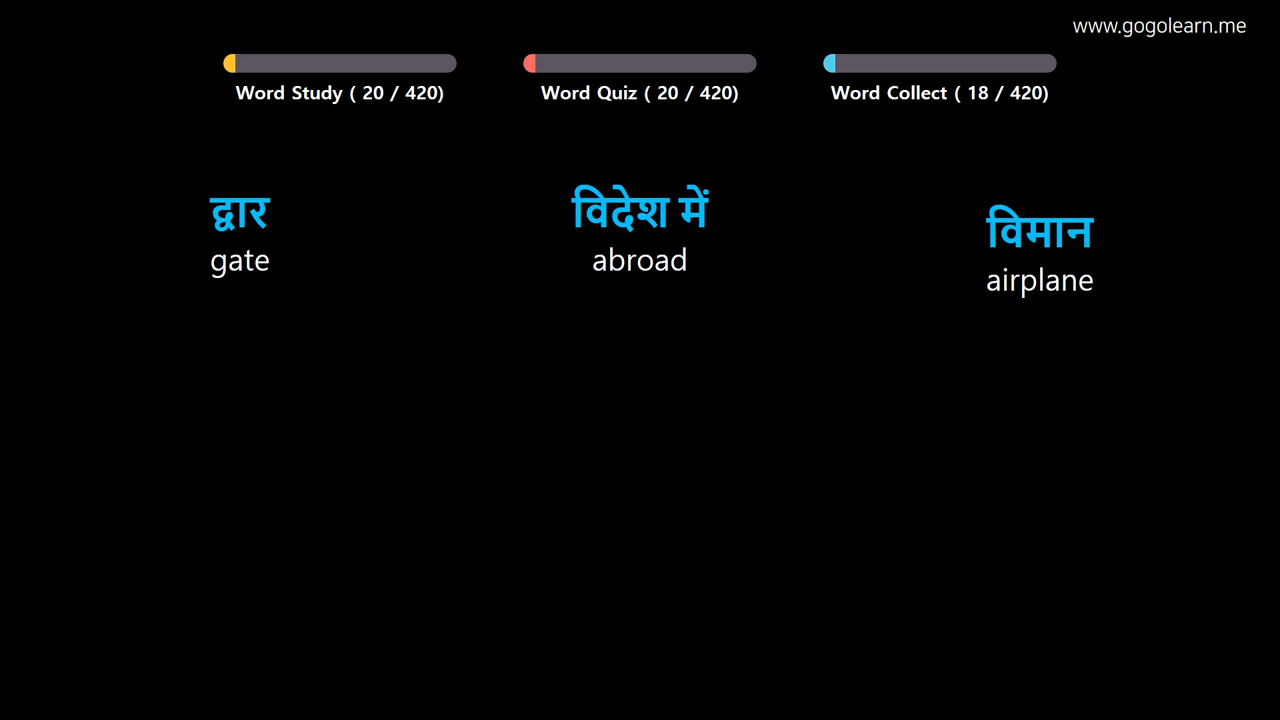 www.gogolearn.me
Word Study ( 20 / 420)
Word Quiz ( 20 / 420)
Word Collect ( 18 / 420)
द्वार
gate
विदेश में
abroad
विमान
airplane